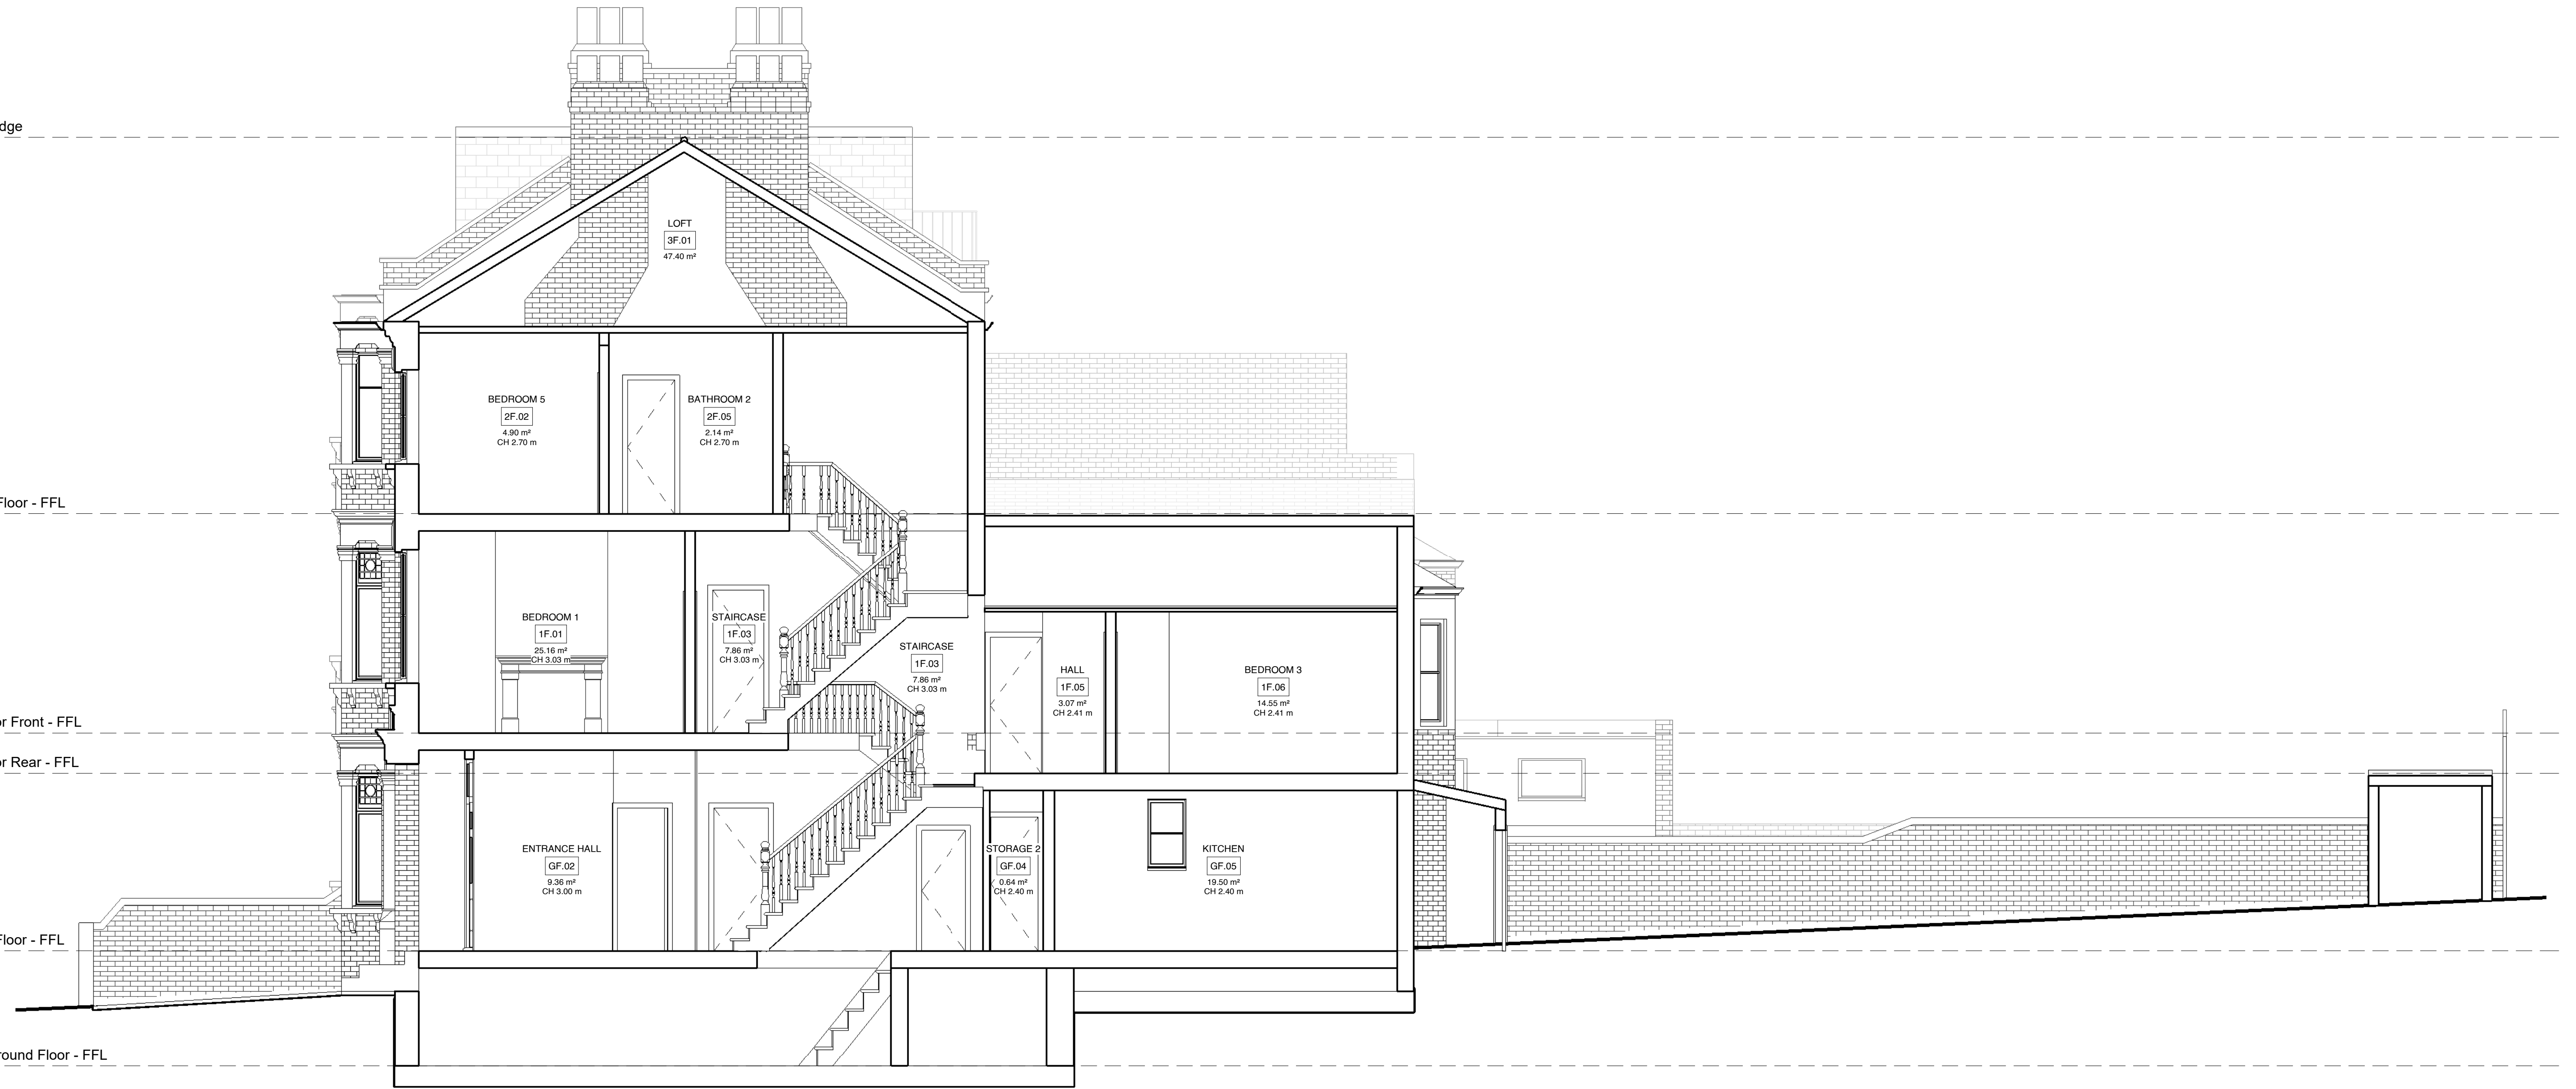 dge
LOFT
3F.01
47.40 m²
BEDROOM 5
2F.02
4.90 m²
CH 2.70 m
BATHROOM 2
2F.05
2.14 m²
CH 2.70 m
Floor - FFL
BEDROOM 1
1F.01
25.16 m²
CH 3.03 m
STAIRCASE
1F.03
7.86 m²
CH 3.03 m
STAIRCASE
1F.03
7.86 m²
CH 3.03 m
HALL
1F.05
3.07 m²
CH 2.41 m
BEDROOM 3
1F.06
14.55 m²
CH 2.41 m
or Front - FFL
or Rear - FFL
ENTRANCE HALL
GF.02
9.36 m²
CH 3.00 m
STORAGE 2
GF.04
0.64 m²
CH 2.40 m
KITCHEN
GF.05
19.50 m²
CH 2.40 m
Floor - FFL
round Floor - FFL